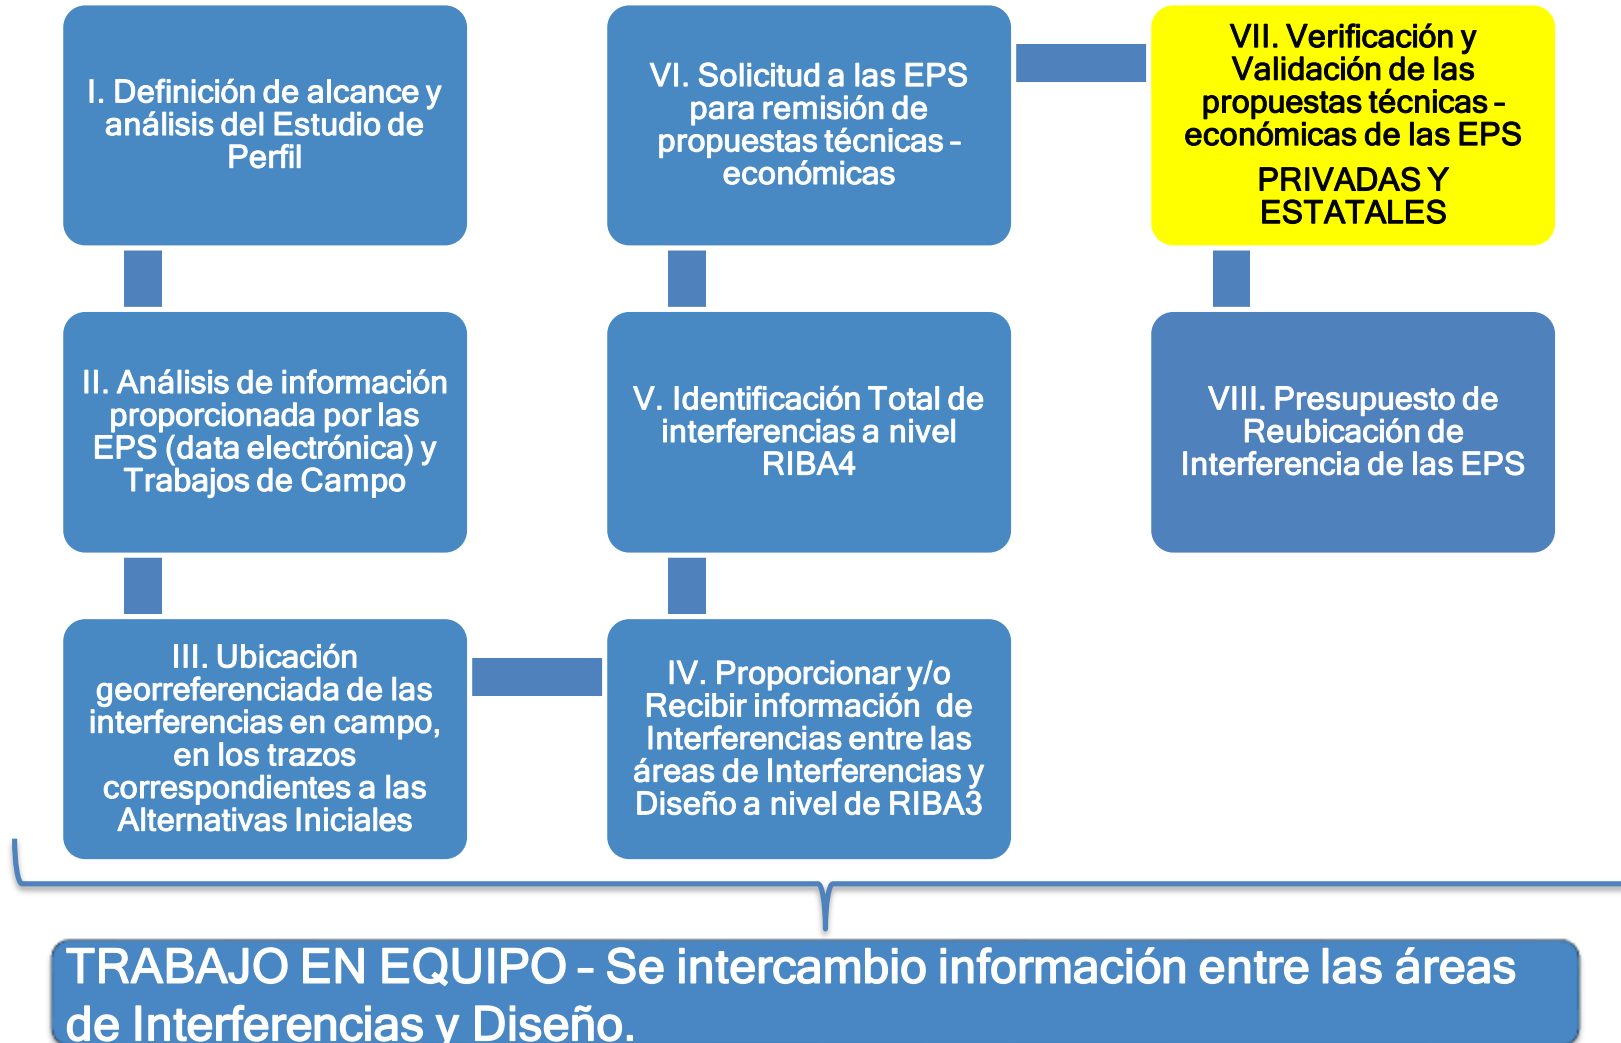 I. Definición de alcance y
análisis del Estudio de
Perfil
II. Análisis de información
proporcionada por las
EPS (data electrónica) y
Trabajos de Campo
III. Ubicación
georreferenciada de las
interferencias en campo,
en los trazos
correspondientes a las
Alternativas Iniciales
IV. Proporcionar y/o
Recibir información de
Interferencias entre las
áreas de Interferencias y
Diseño a nivel de RIBA3
V. Identificación Total de
interferencias a nivel
RIBA4
VI. Solicitud a las EPS
para remisión de
propuestas técnicas –
económicas
VII. Verificación y
Validación de las
propuestas técnicas –
económicas de las EPS
PRIVADAS Y
ESTATALES
VIII. Presupuesto de
Reubicación de
Interferencia de las EPS
TRABAJO EN EQUIPO – Se intercambio información entre las áreas
de Interferencias y Diseño.